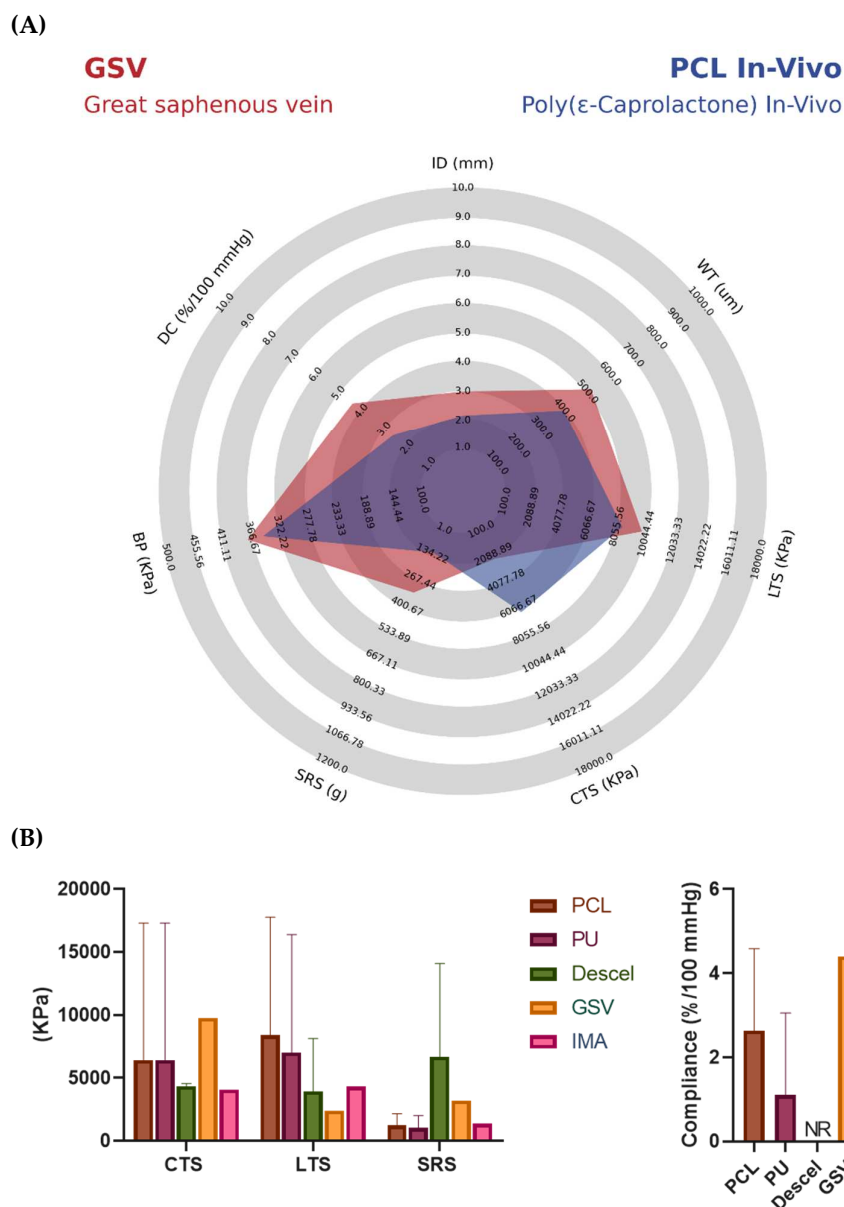 (A)
GSV
Great saphenous vein
PCL In-Vivo
Poly(ε-Caprolactone) In-Vivo
ID (mm)
10.0
9.0
8.0
7.0
6.0
5.0
4.0
3.0
2.0
1.0
WT (um)
1000.0
900.0
800.0
700.0
600.0
500.0
400.0
300.0
200.0
100.0
LTS (KPa)
18000.0
16011.11
14022.22
12033.33
10044.44
8055.56
6066.67
4077.78
2088.89
100.0
CTS (KPa)
18000.0
16011.11
14022.22
12033.33
10044.44
8055.56
6066.67
4077.78
2088.89
100.0
SRS (g)
1200.0
1066.78
933.56
800.33
667.11
533.89
400.67
267.44
134.22
1.0
BP (KPa)
500.0
455.56
411.11
366.67
322.22
277.78
233.33
188.89
144.44
100.0
DC (%/100 mmHg)
10.0
9.0
8.0
7.0
6.0
5.0
4.0
3.0
2.0
1.0
(B)
(KPa)
20000
15000
10000
5000
0
CTS
LTS
SRS
PCL
PU
Descel
GSV
IMA
Compliance (%/100 mmHg)
6
4
2
0
NR
PCL
PU
Descel
GSV